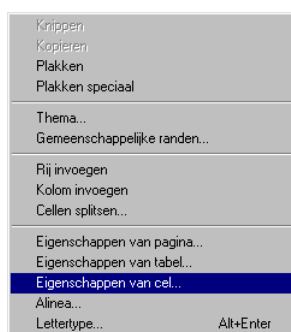 Knippen
Kopieren
Plakken
Plakken speciaal
Thema...
Gemeenschappelijke randen...
Rij invoegen
Kolom invoegen
Cellen splitsen...
Eigenschappen van pagina...
Eigenschappen van tabel...
Eigenschappen van cel...
Alinea...
Lettertype... Alt+Enter